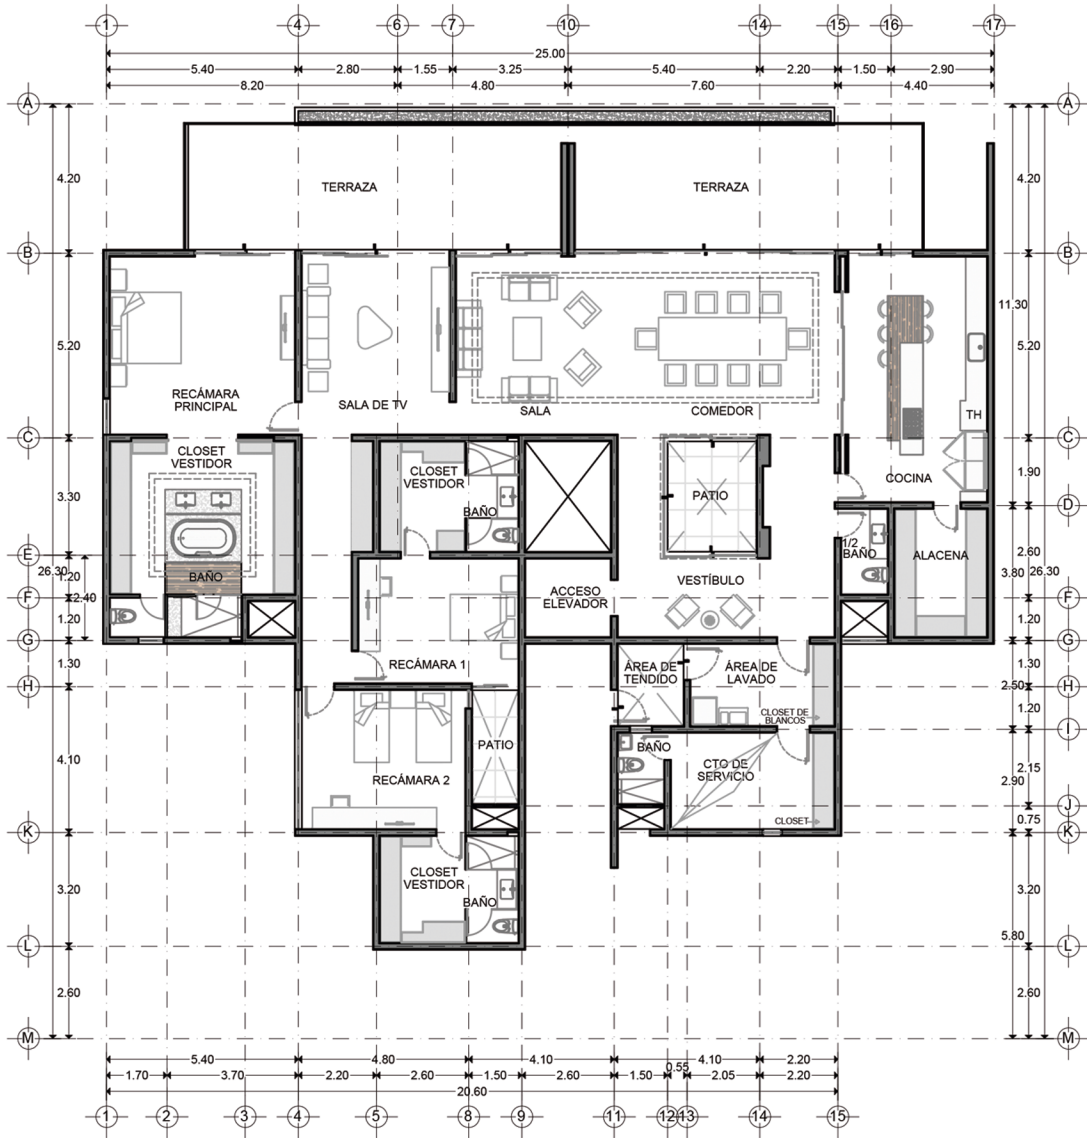 1 4 6 7 10 14 15 16 17
25.00
5.40 2.80 1.55 3.25 5.40 2.20 1.50 2.90
8.20 4.80 7.60 4.40
A A
4.20 TERRAZA TERRAZA 4.20
B B
11.30
5.20 5.20
RECÁMARA
PRINCIPAL
SALA DE TV SALA COMEDOR TH
C C
CLOSET
VESTIDOR
CLOSET
VESTIDOR
COCINA 1.90
3.30 PATIO
BAÑO D D
1/2
BAÑO
ALACENA 2.60
E E
26.30 1.20 BAÑO VESTÍBULO 3.80 26.30
2.40 ACCESO
ELEVADOR
F F
1.20 1.20
G G
1.30 RECÁMARA 1 ÁREA DE
TENDIDO
ÁREA DE
LAVADO
1.30
H H
2.50
1.20
CLOSET DE
BLANCOS
I I
PATIO BAÑO
4.10 RECÁMARA 2 CTO DE
SERVICIO
2.15
2.90
J
CLOSET 0.75
K K
3.20 CLOSET
VESTIDOR
BAÑO 3.20
5.80
L L
2.60 2.60
M M
5.40 4.80 4.10 4.10 2.20
0.55
1.70 3.70 2.20 2.60 1.50 2.60 1.50 2.05 2.20
20.60
1 2 3 4 5 8 9 11 12 13 14 15